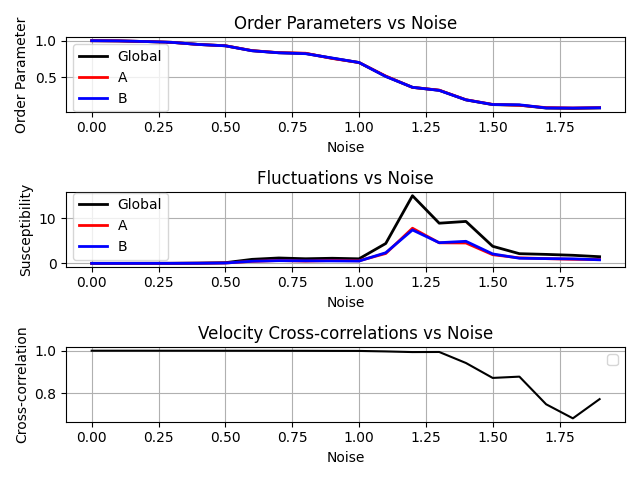 Order Parameters vs Noise
Order Parameter
1.0
0.5
Global
A
B
0.00 0.25 0.50 0.75 1.00 1.25 1.50 1.75
Noise
Fluctuations vs Noise
Susceptibility
10
0
Global
A
B
0.00 0.25 0.50 0.75 1.00 1.25 1.50 1.75
Noise
Velocity Cross-correlations vs Noise
Cross-correlation
1.0
0.8
0.00 0.25 0.50 0.75 1.00 1.25 1.50 1.75
Noise